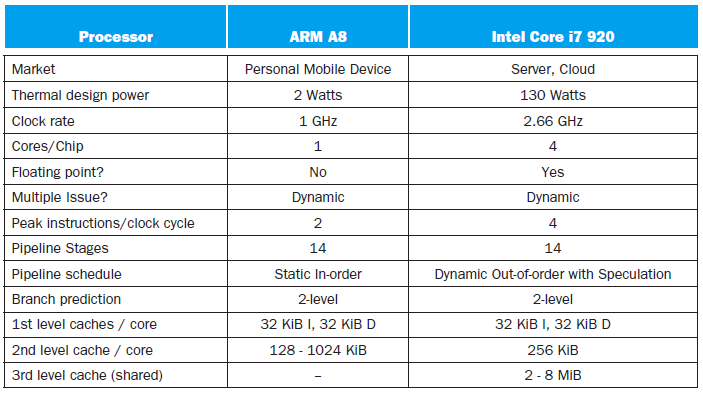 Processor ARM A8 Intel Core i7 920
Market Personal Mobile Device Server, Cloud
Thermal design power 2 Watts 130 Watts
Clock rate 1 GHz 2.66 GHz
Cores/Chip 1 4
Floating point? No Yes
Multiple Issue? Dynamic Dynamic
Peak instructions/clock cycle 2 4
Pipeline Stages 14 14
Pipeline schedule Static In-order Dynamic Out-of-order with Speculation
Branch prediction 2-level 2-level
1st level caches / core 32 KiB I, 32 KiB D 32 KiB I, 32 KiB D
2nd level cache / core 128 - 1024 KiB 256 KiB
3rd level cache (shared) – 2 - 8 MiB